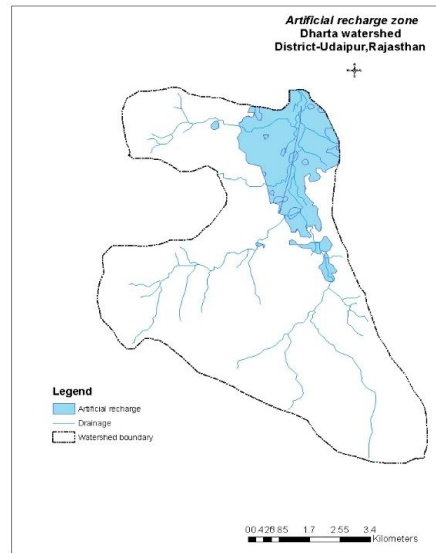 Artificial recharge zone
Dharta watershed
District-Udaipur,Rajasthan
Legend
Artificial recharge
Drainage
Watershed boundary
1.7 2.55 3.4
Kilometers